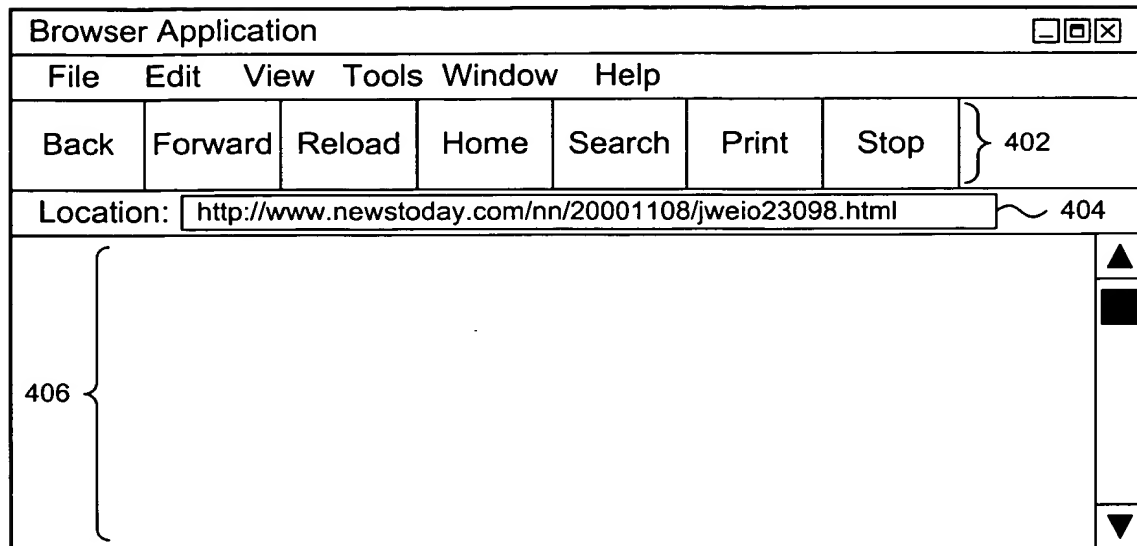 Browser Application
File Edit View Tools Window Help
Back Forward Reload Home Search Print Stop 402
Location: http://www.newstoday.com/nn/20001108/jweio23098.html 404
406